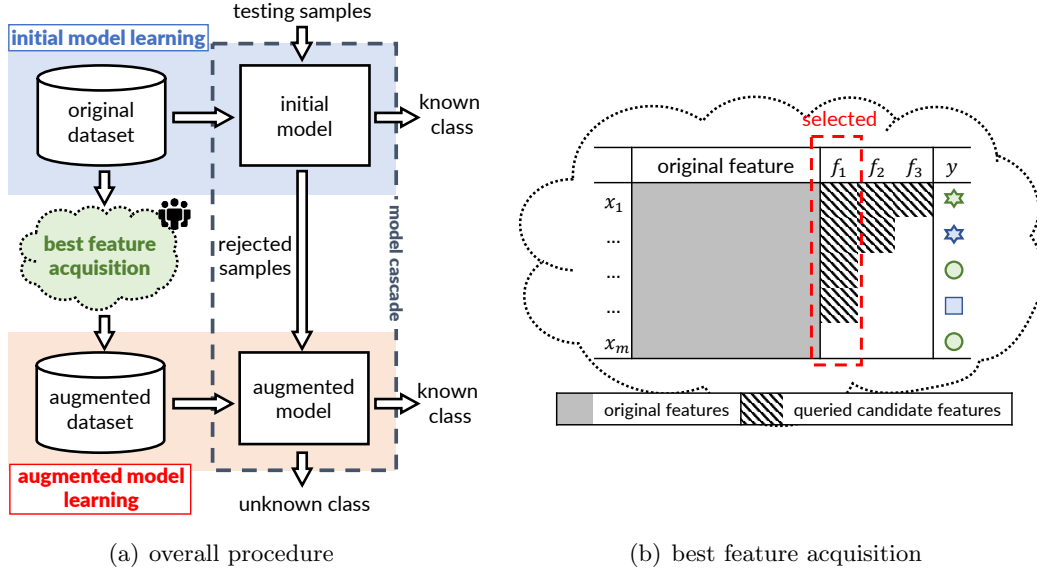 testing samples
initial model learning
original
dataset
initial
model
known
class
best feature
acquisition
rejected
samples
model cascade
augmented
dataset
augmented
model
known
class
augmented model
learning
unknown class
(a) overall procedure
selected
original feature f₁ f₂ f₃ y
x₁
...
...
...
xₘ
original features queried candidate features
(b) best feature acquisition